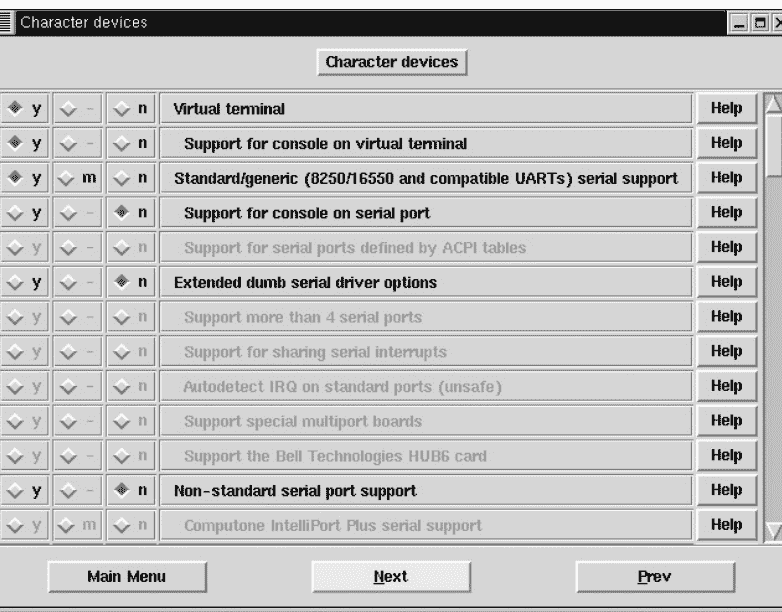 Character devices
Character devices
y - n Virtual terminal Help
y - n Support for console on virtual terminal Help
y m n Standard/generic (8250/16550 and compatible UARTs) serial support Help
y - n Support for console on serial port Help
y - n Support for serial ports defined by ACPI tables Help
y - n Extended dumb serial driver options Help
y - n Support more than 4 serial ports Help
y - n Support for sharing serial interrupts Help
y - n Autodetect IRQ on standard ports (unsafe) Help
y - n Support special multiport boards Help
y - n Support the Bell Technologies HUB6 card Help
y - n Non-standard serial port support Help
y m n Computone IntelliPort Plus serial support Help
Main Menu Next Prev